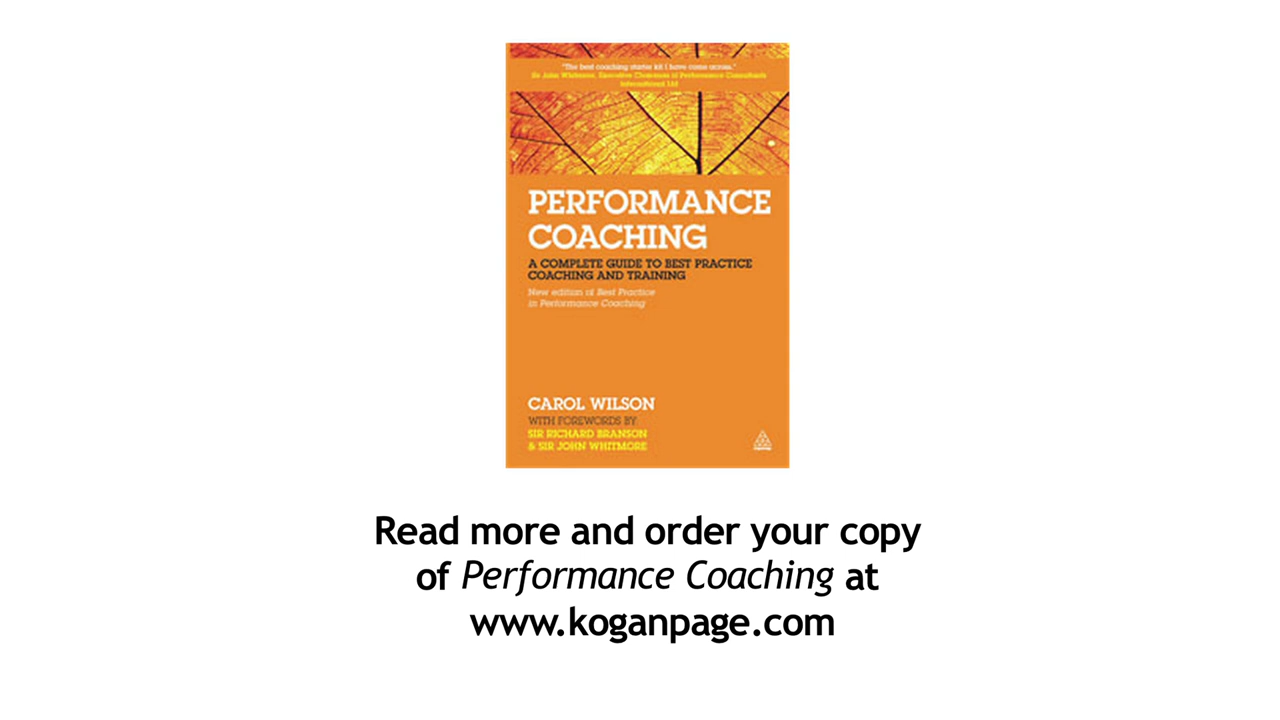 "The best coaching starter kit I have come across."
Sir John Whitmore, Executive Chairman of Performance Consultants
International Ltd
PERFORMANCE
COACHING
A COMPLETE GUIDE TO BEST PRACTICE
COACHING AND TRAINING
New edition of Best Practice
in Performance Coaching
CAROL WILSON
WITH FOREWORDS BY
SIR RICHARD BRANSON
& SIR JOHN WHITMORE
Read more and order your copy
of Performance Coaching at
www.koganpage.com